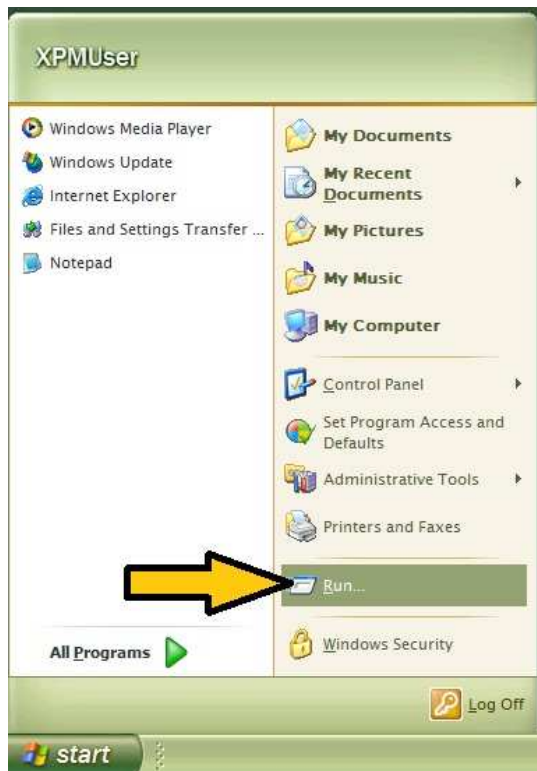 XPMUser
Windows Media Player
Windows Update
Internet Explorer
Files and Settings Transfer ...
Notepad
All Programs
My Documents
My Recent
Documents
My Pictures
My Music
My Computer
Control Panel
Set Program Access and
Defaults
Administrative Tools
Printers and Faxes
Run...
Windows Security
Log Off
start